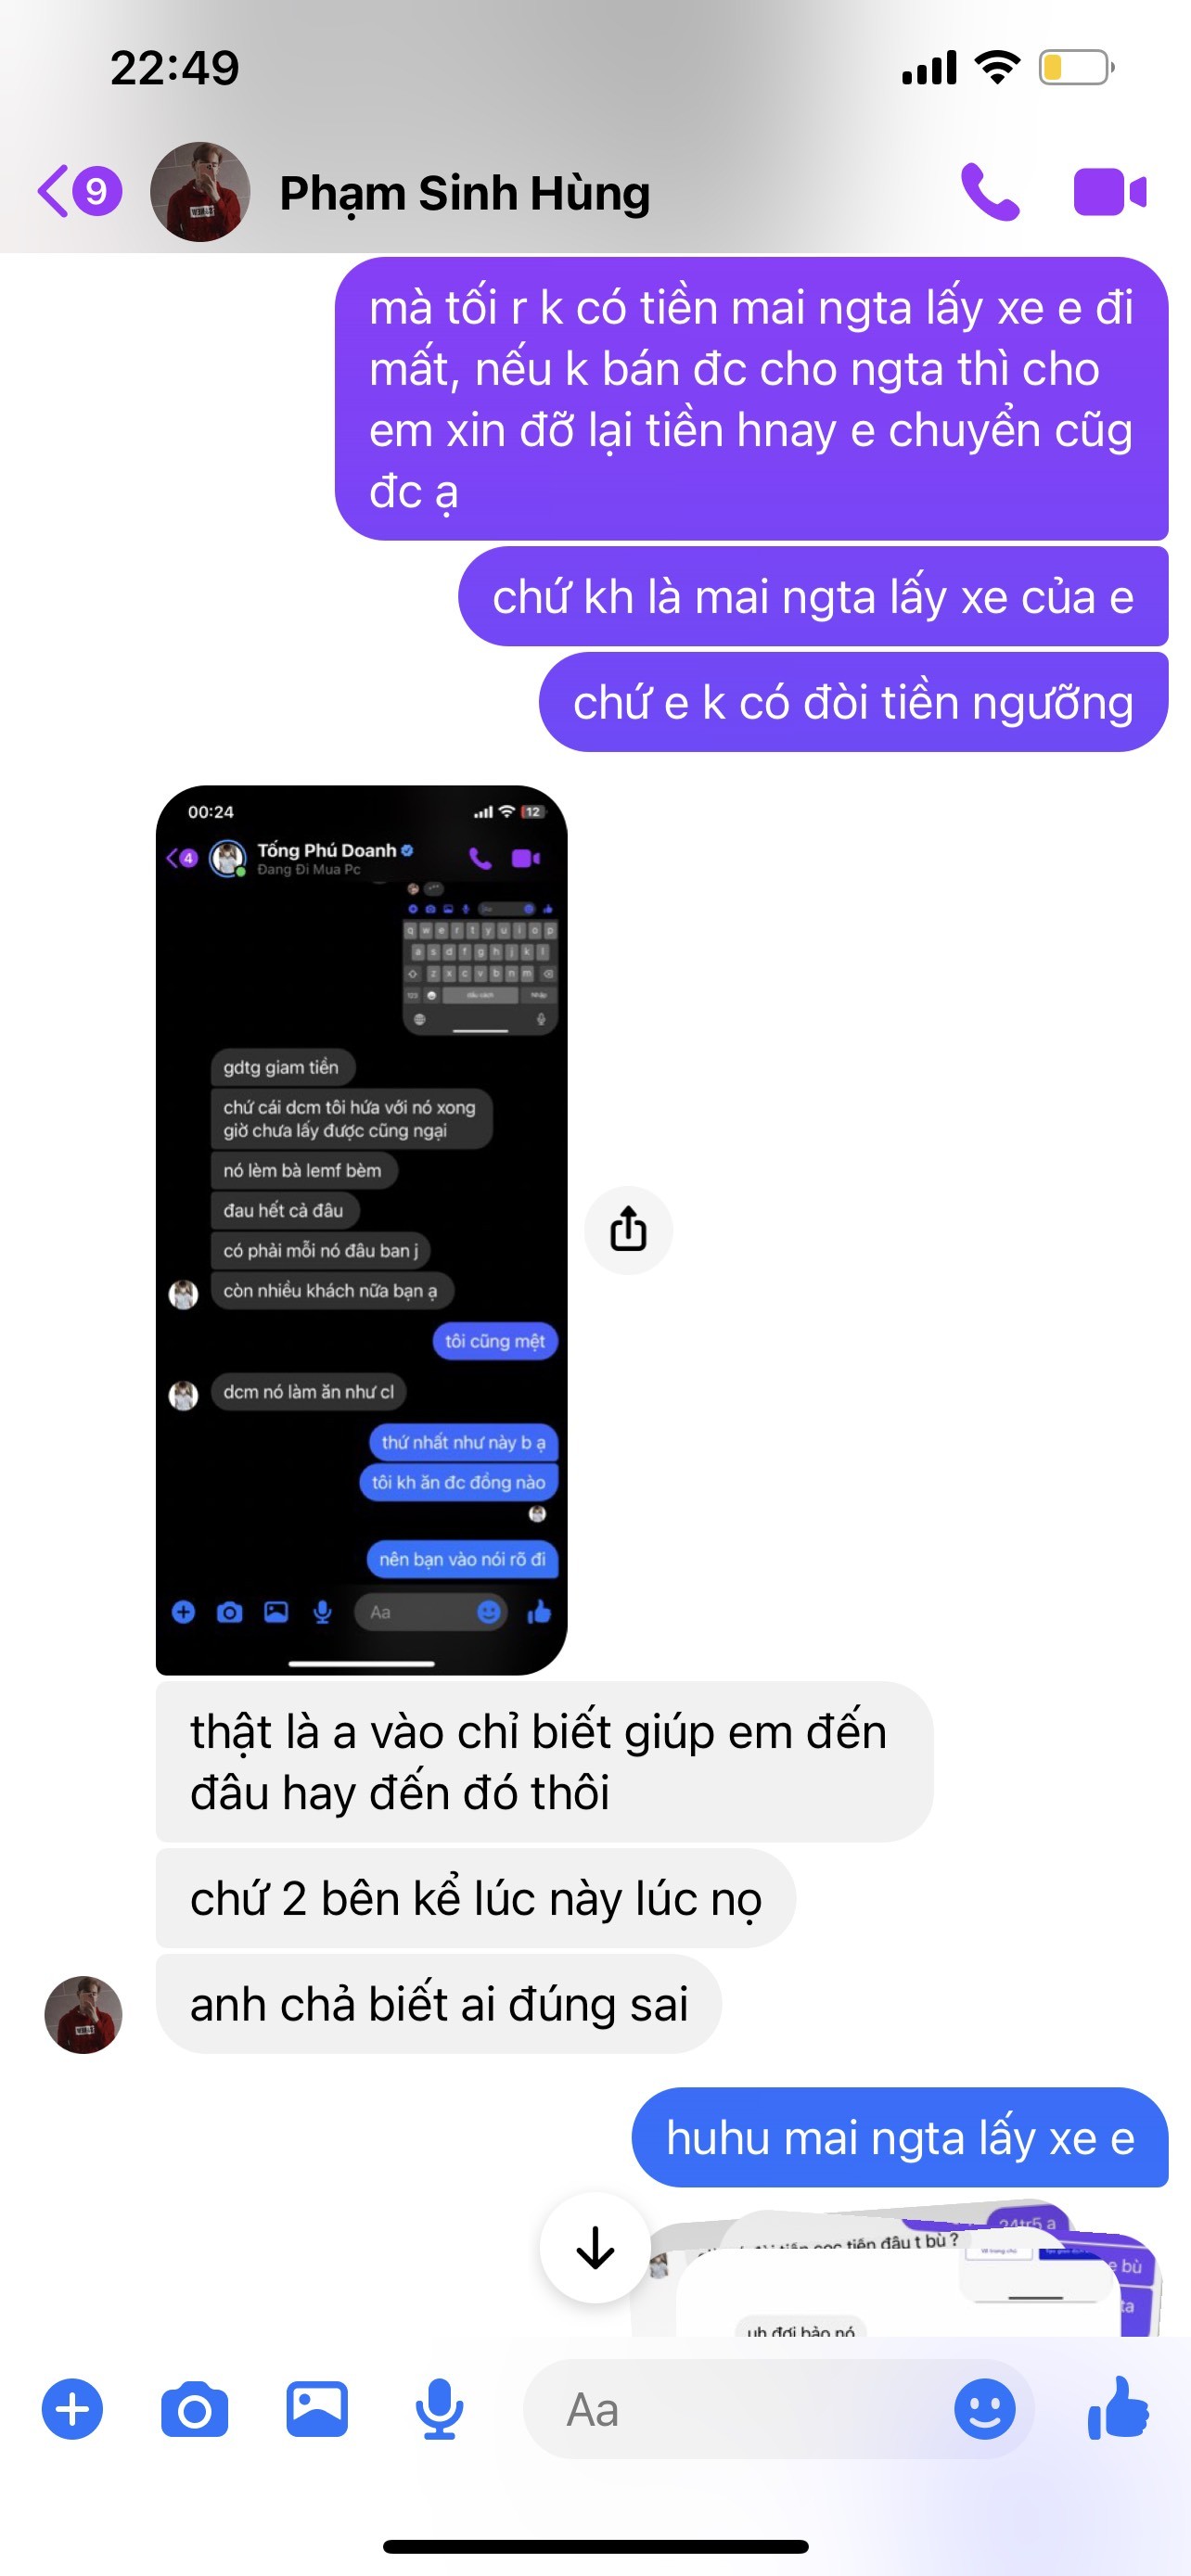 22:49
9
Phạm Sinh Hùng
mà tối r k có tiền mai ngta lấy xe e đi
mất, nếu k bán đc cho ngta thì cho
em xin đỡ lại tiền hnay e chuyển cũg
đc ạ
chứ kh là mai ngta lấy xe của e
chứ e k có đòi tiền ngưỡng
00:24
12
4
Tống Phú Doanh
Đang Đi Mua Pc
q w e r t y u i o p
a s d f g h j k l
z x c v b n m
123 dấu cách Nhập
gdtg giam tiền
chứ cái dcm tôi hứa với nó xong
giờ chưa lấy được cũng ngại
nó lèm bà lemf bèm
đau hết cả đâu
có phải mỗi nó đâu ban j
còn nhiều khách nữa bạn ạ
tôi cũng mệt
dcm nó làm ăn như cl
thứ nhất như này b ạ
tôi kh ăn đc đồng nào
nên bạn vào nói rõ đi
Aa
thật là a vào chỉ biết giúp em đến
đâu hay đến đó thôi
chứ 2 bên kể lúc này lúc nọ
anh chả biết ai đúng sai
huhu mai ngta lấy xe e
24tr5 a
tiền cọc tiến đâu t bù ?
e bù
ta
uh đợi bảo nó
Aa